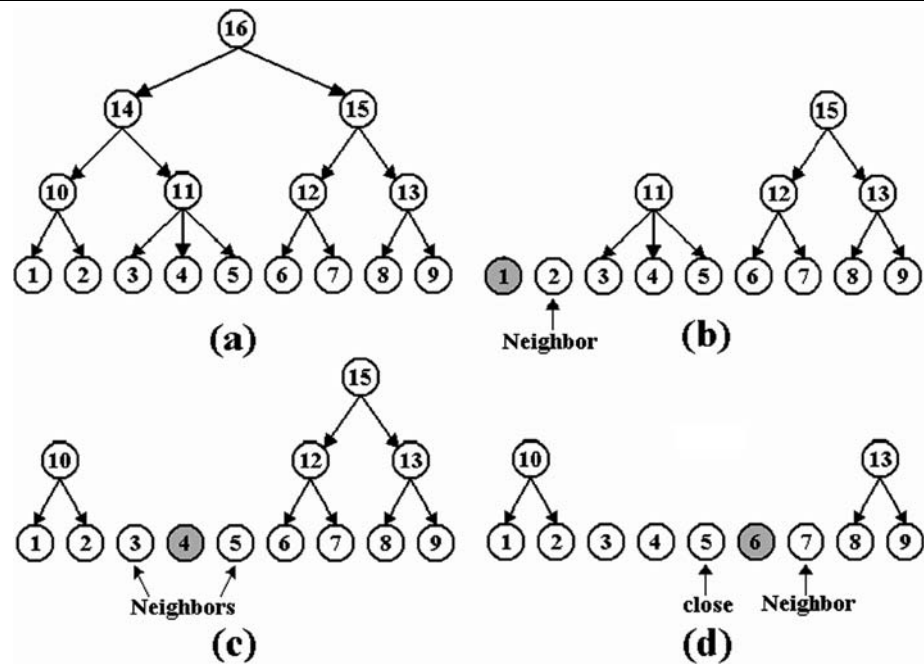 16
14 15
10 11 12 13
1 2 3 4 5 6 7 8 9
(a)
15
11 12 13
1 2 3 4 5 6 7 8 9
Neighbor
(b)
15
10 12 13
1 2 3 4 5 6 7 8 9
Neighbors
(c)
10 13
1 2 3 4 5 6 7 8 9
close Neighbor
(d)